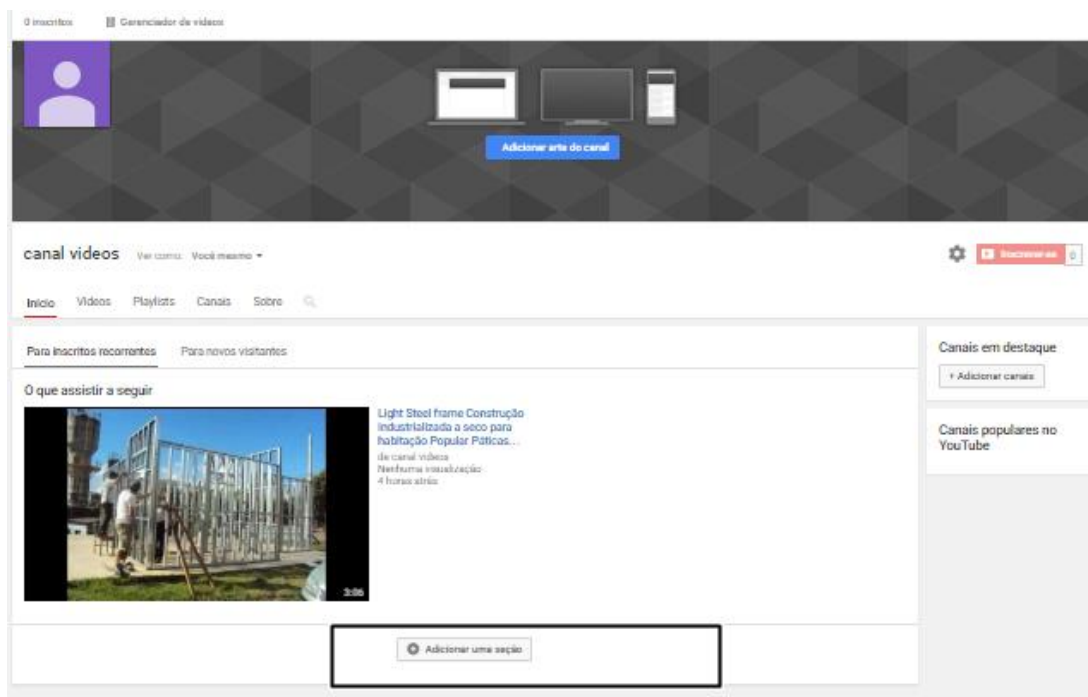 0 inscritos Gerenciador de vídeos
Adicionar arte do canal
canal videos Ver como: Você mesmo
Inscrever-se 0
Início Vídeos Playlists Canais Sobre
Para inscritos recorrentes Para novos visitantes
O que assistir a seguir
Light Steel frame Construção
Industrializada a seco para
habitação Popular Páticas...
de canal videos
Nenhuma visualização
4 horas atrás
3:06
Adicionar uma seção
Canais em destaque
+ Adicionar canais
Canais populares no
YouTube